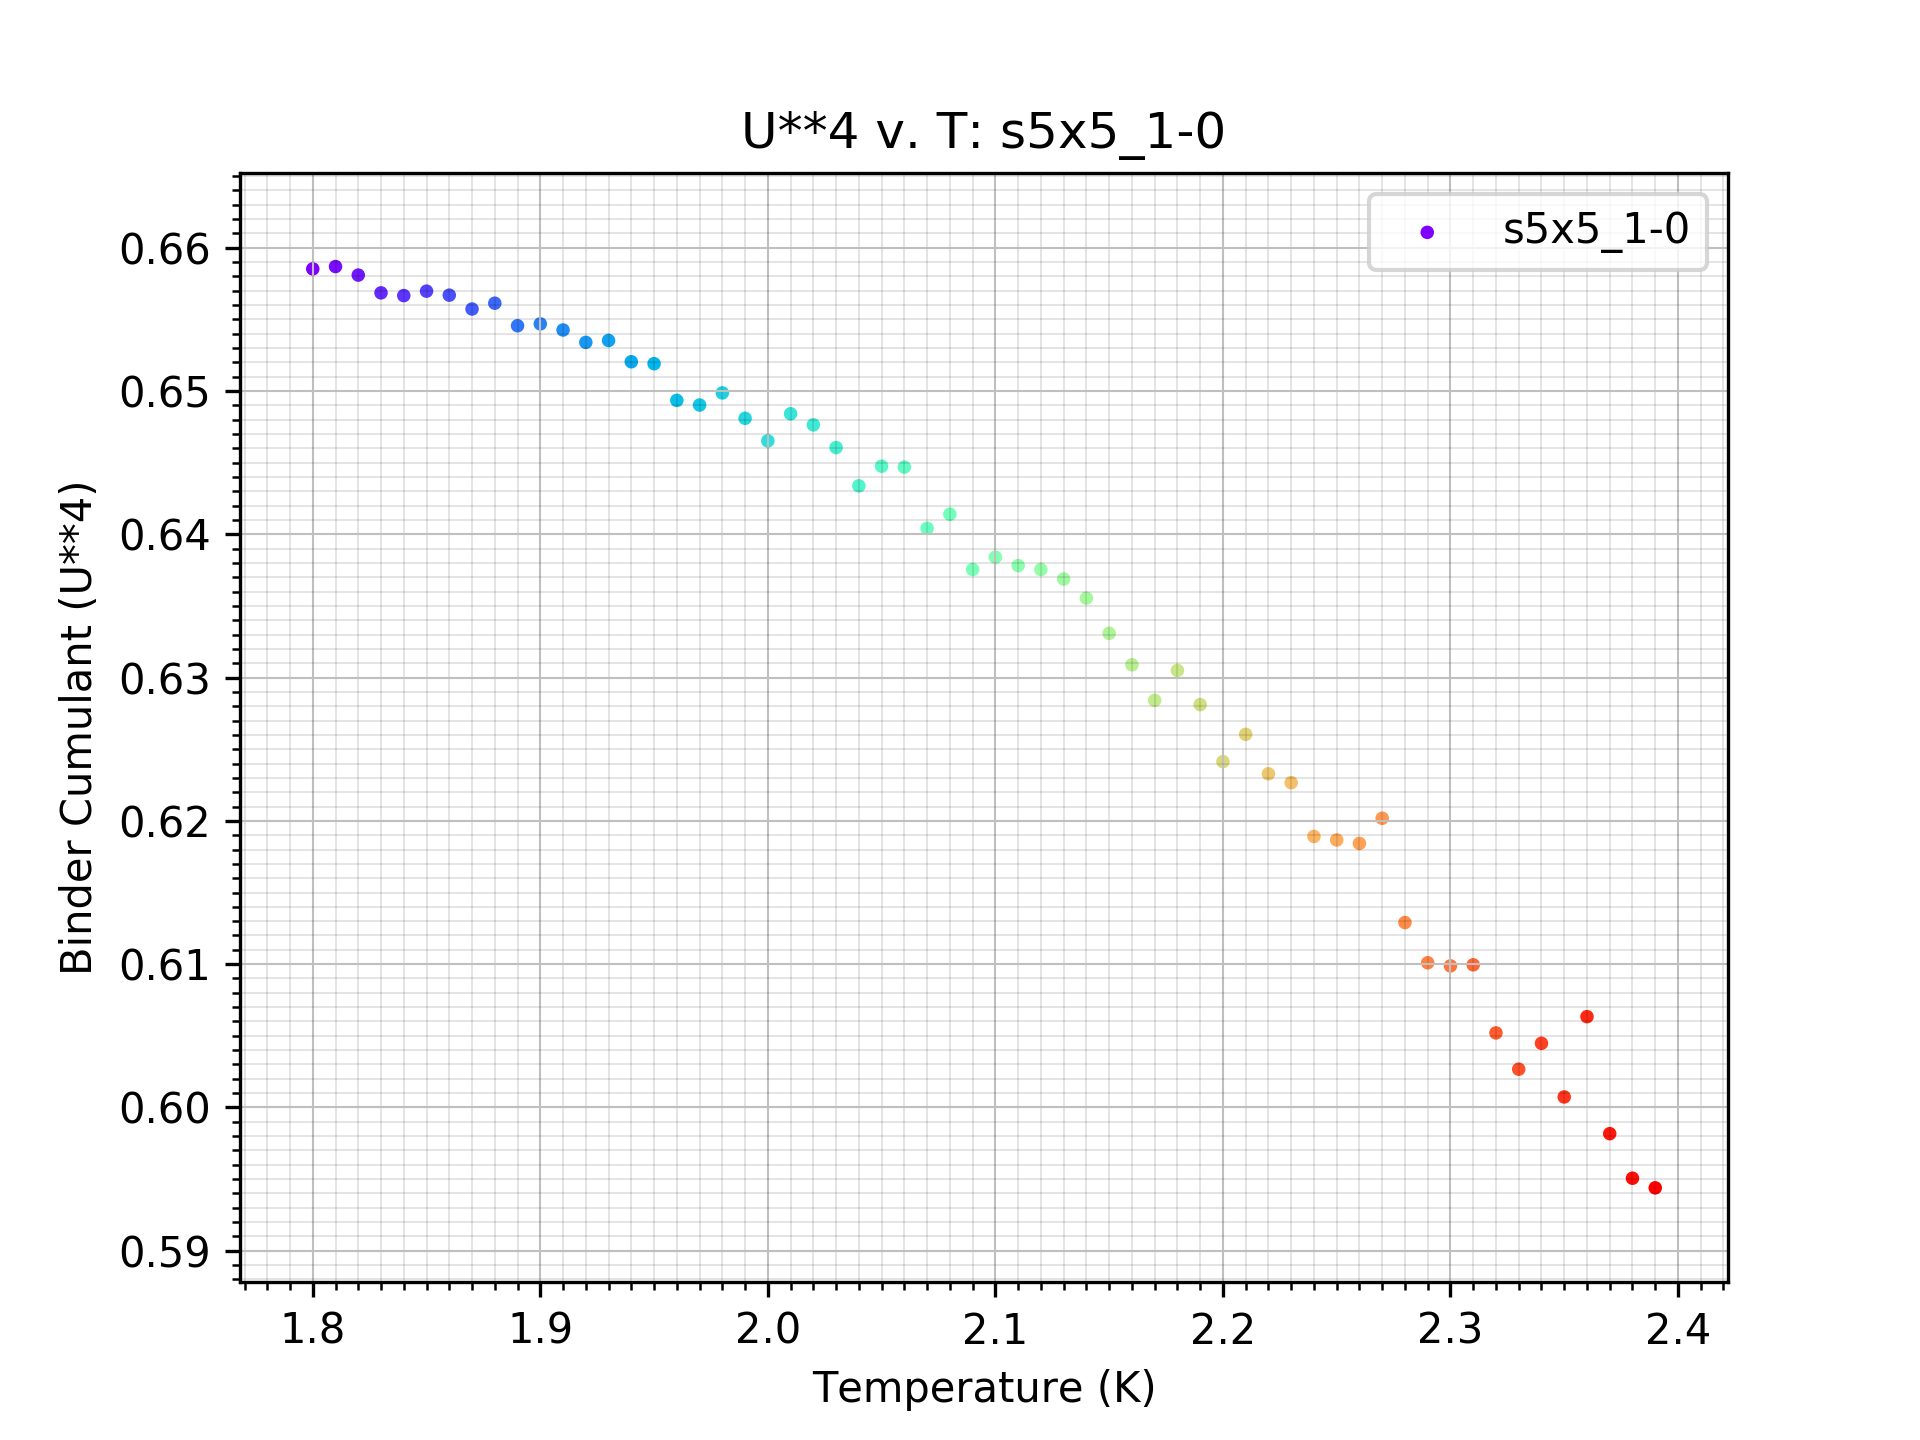 U**4 v. T: s5x5_1-0
s5x5_1-0
Binder Cumulant (U**4)
0.66
0.65
0.64
0.63
0.62
0.61
0.60
0.59
1.8 1.9 2.0 2.1 2.2 2.3 2.4
Temperature (K)